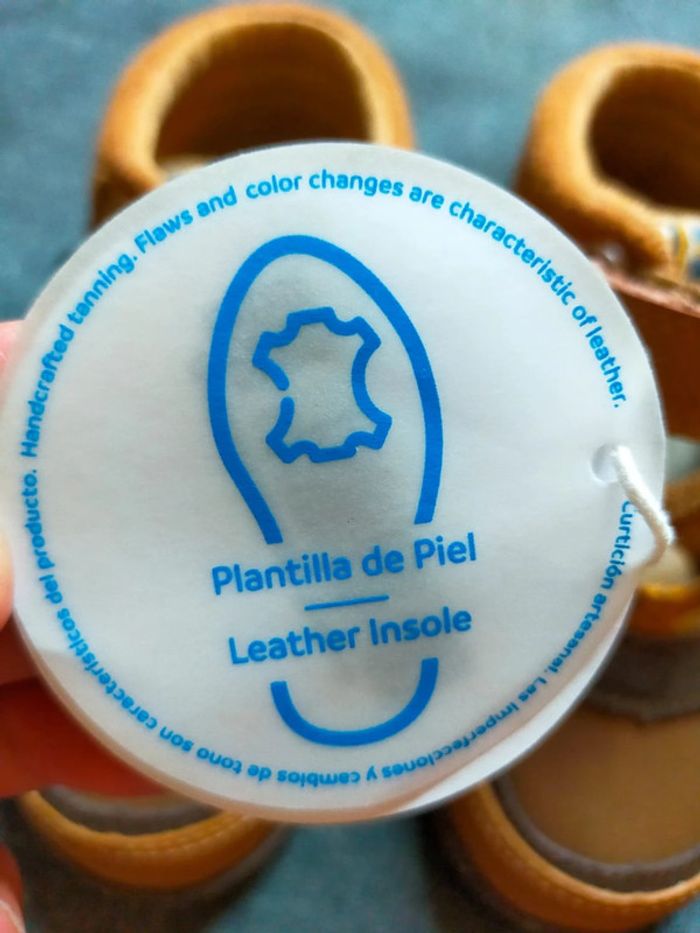 Handcrafted tanning. Flaws and color changes are characteristic of leather.
Plantilla de Piel
Leather Insole
Curtición artesanal. Las imperfecciones y cambios de tono son característicos del producto.